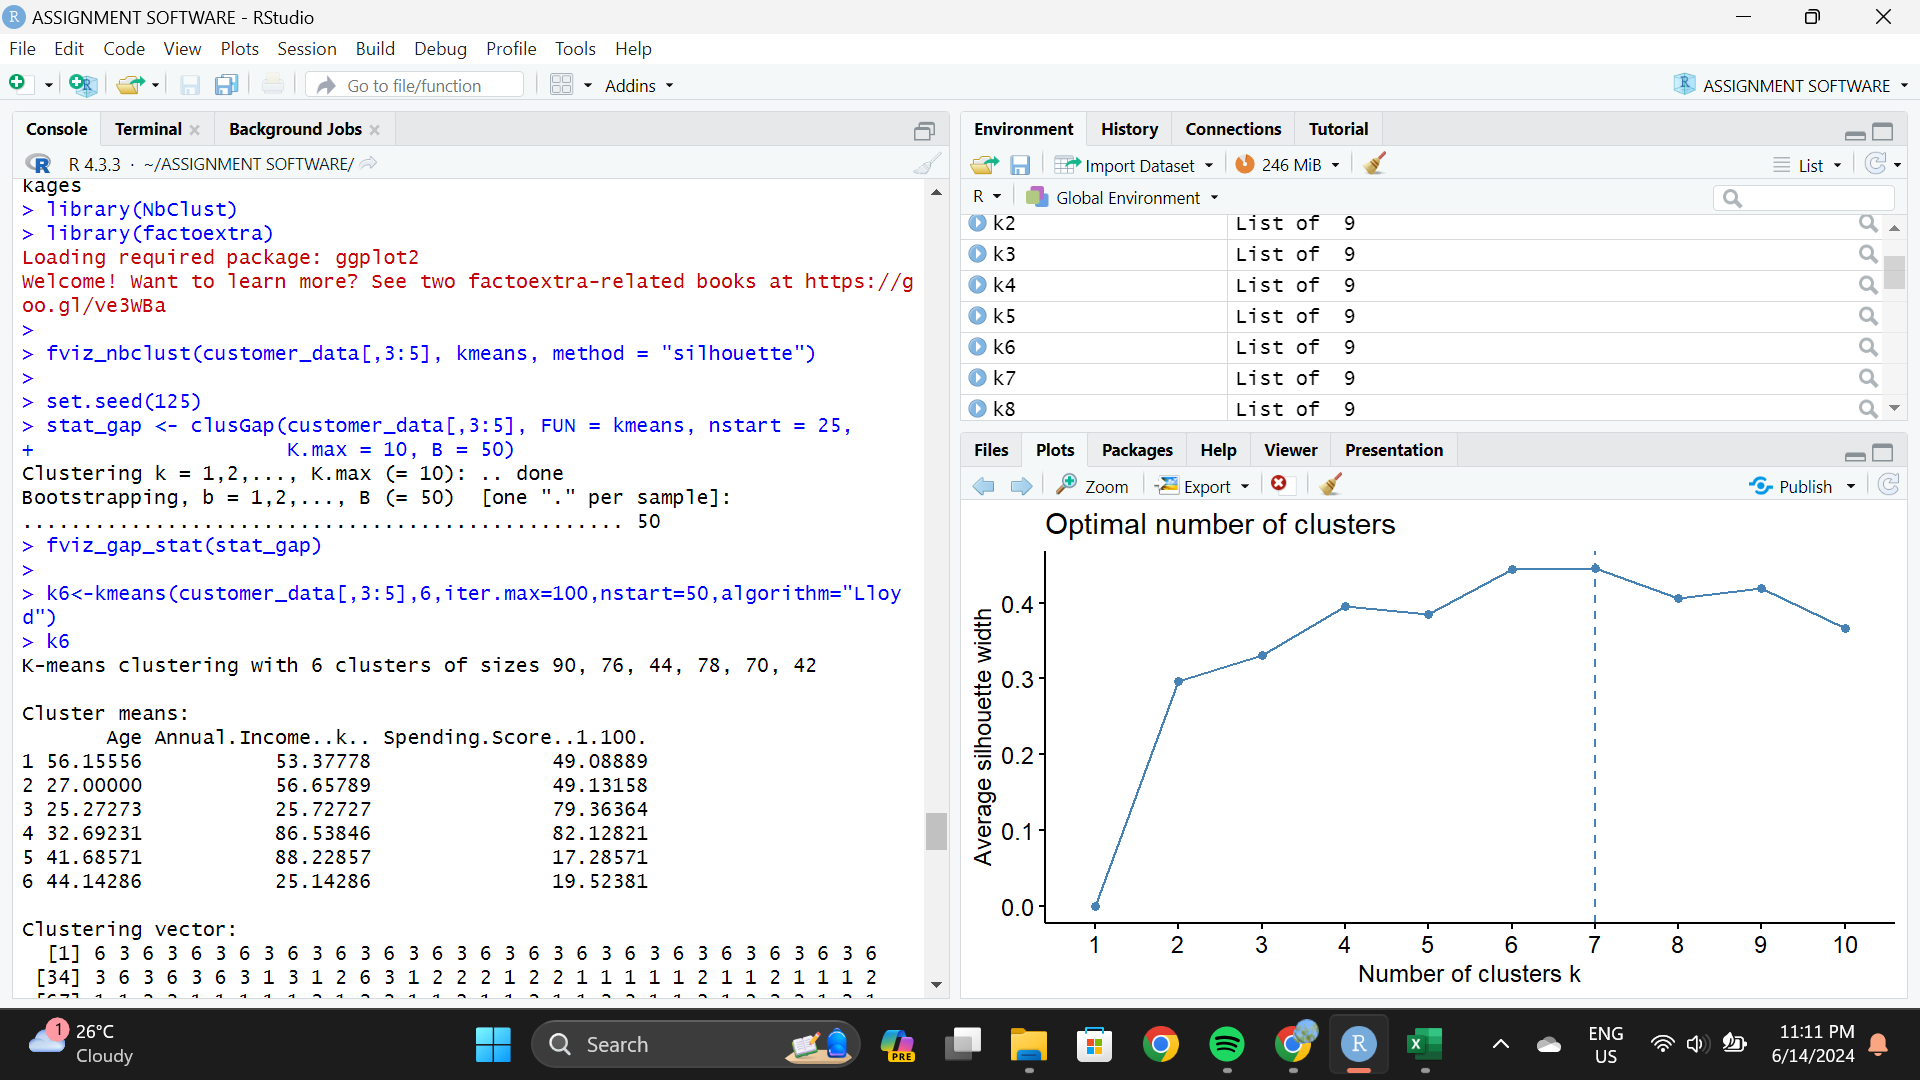 R ASSIGNMENT SOFTWARE - RStudio
File Edit Code View Plots Session Build Debug Profile Tools Help
Go to file/function Addins R ASSIGNMENT SOFTWARE
Console Terminal Background Jobs
R R 4.3.3 · ~/ASSIGNMENT SOFTWARE/
kages
> library(NbClust)
> library(factoextra)
Loading required package: ggplot2
Welcome! Want to learn more? See two factoextra-related books at https://g
oo.gl/ve3WBa
>
> fviz_nbclust(customer_data[,3:5], kmeans, method = "silhouette")
>
> set.seed(125)
> stat_gap <- clusGap(customer_data[,3:5], FUN = kmeans, nstart = 25,
+ K.max = 10, B = 50)
Clustering k = 1,2,..., K.max (= 10): .. done
Bootstrapping, b = 1,2,..., B (= 50) [one "." per sample]:
.................................................. 50
> fviz_gap_stat(stat_gap)
>
> k6<-kmeans(customer_data[,3:5],6,iter.max=100,nstart=50,algorithm="Lloy
d")
> k6
K-means clustering with 6 clusters of sizes 90, 76, 44, 78, 70, 42
Cluster means:
Age Annual.Income..k.. Spending.Score..1.100.
1 56.15556 53.37778 49.08889
2 27.00000 56.65789 49.13158
3 25.27273 25.72727 79.36364
4 32.69231 86.53846 82.12821
5 41.68571 88.22857 17.28571
6 44.14286 25.14286 19.52381
Clustering vector:
[1] 6 3 6 3 6 3 6 3 6 3 6 3 6 3 6 3 6 3 6 3 6 3 6 3 6 3 6 3 6 3 6 3 6
[34] 3 6 3 6 3 6 3 1 3 1 2 6 3 1 2 2 2 1 2 2 1 1 1 1 1 2 1 1 2 1 1 1 2
Environment History Connections Tutorial
Import Dataset 246 MiB List
R Global Environment
k2 List of 9
k3 List of 9
k4 List of 9
k5 List of 9
k6 List of 9
k7 List of 9
k8 List of 9
Files Plots Packages Help Viewer Presentation
Zoom Export Publish
Optimal number of clusters
Average silhouette width
0.4
0.3
0.2
0.1
0.0
1 2 3 4 5 6 7 8 9 10
Number of clusters k
1 26°C
Cloudy
Search
PRE
R
X
ENG
US
11:11 PM
6/14/2024